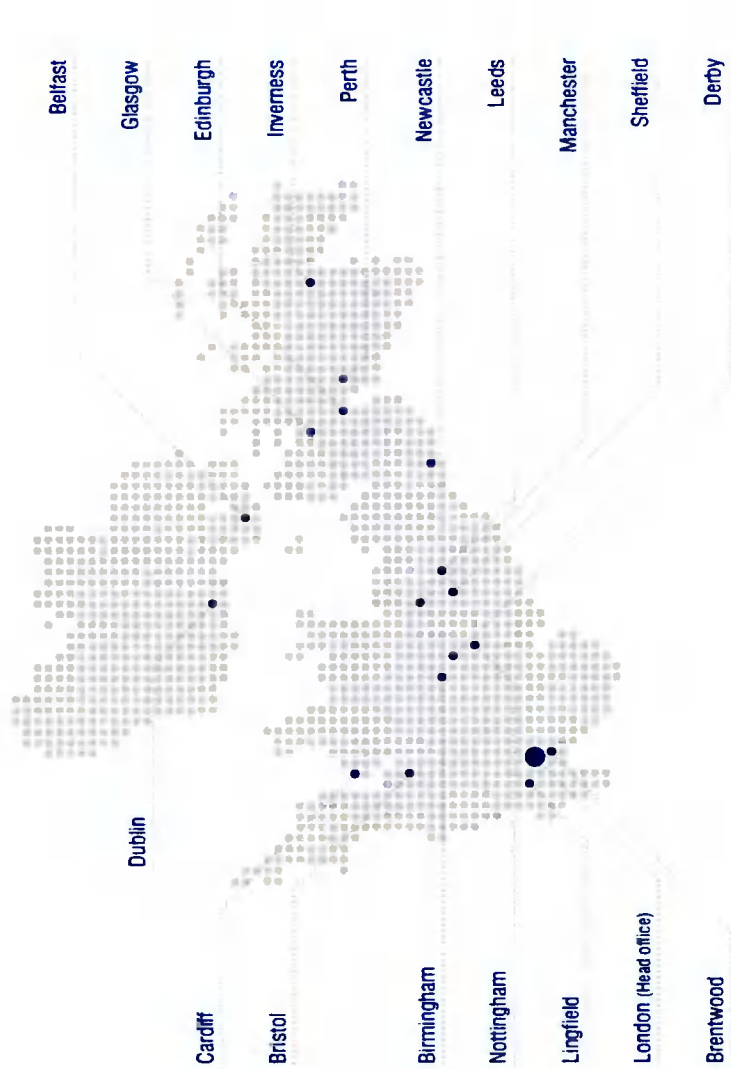 Belfast
Glasgow
Edinburgh
Inverness
Perth
Newcastle
Leeds
Manchester
Sheffield
Derby
Dublin
Cardiff
Bristol
Birmingham
Nottingham
Lingfield
London (Head office)
Brentwood